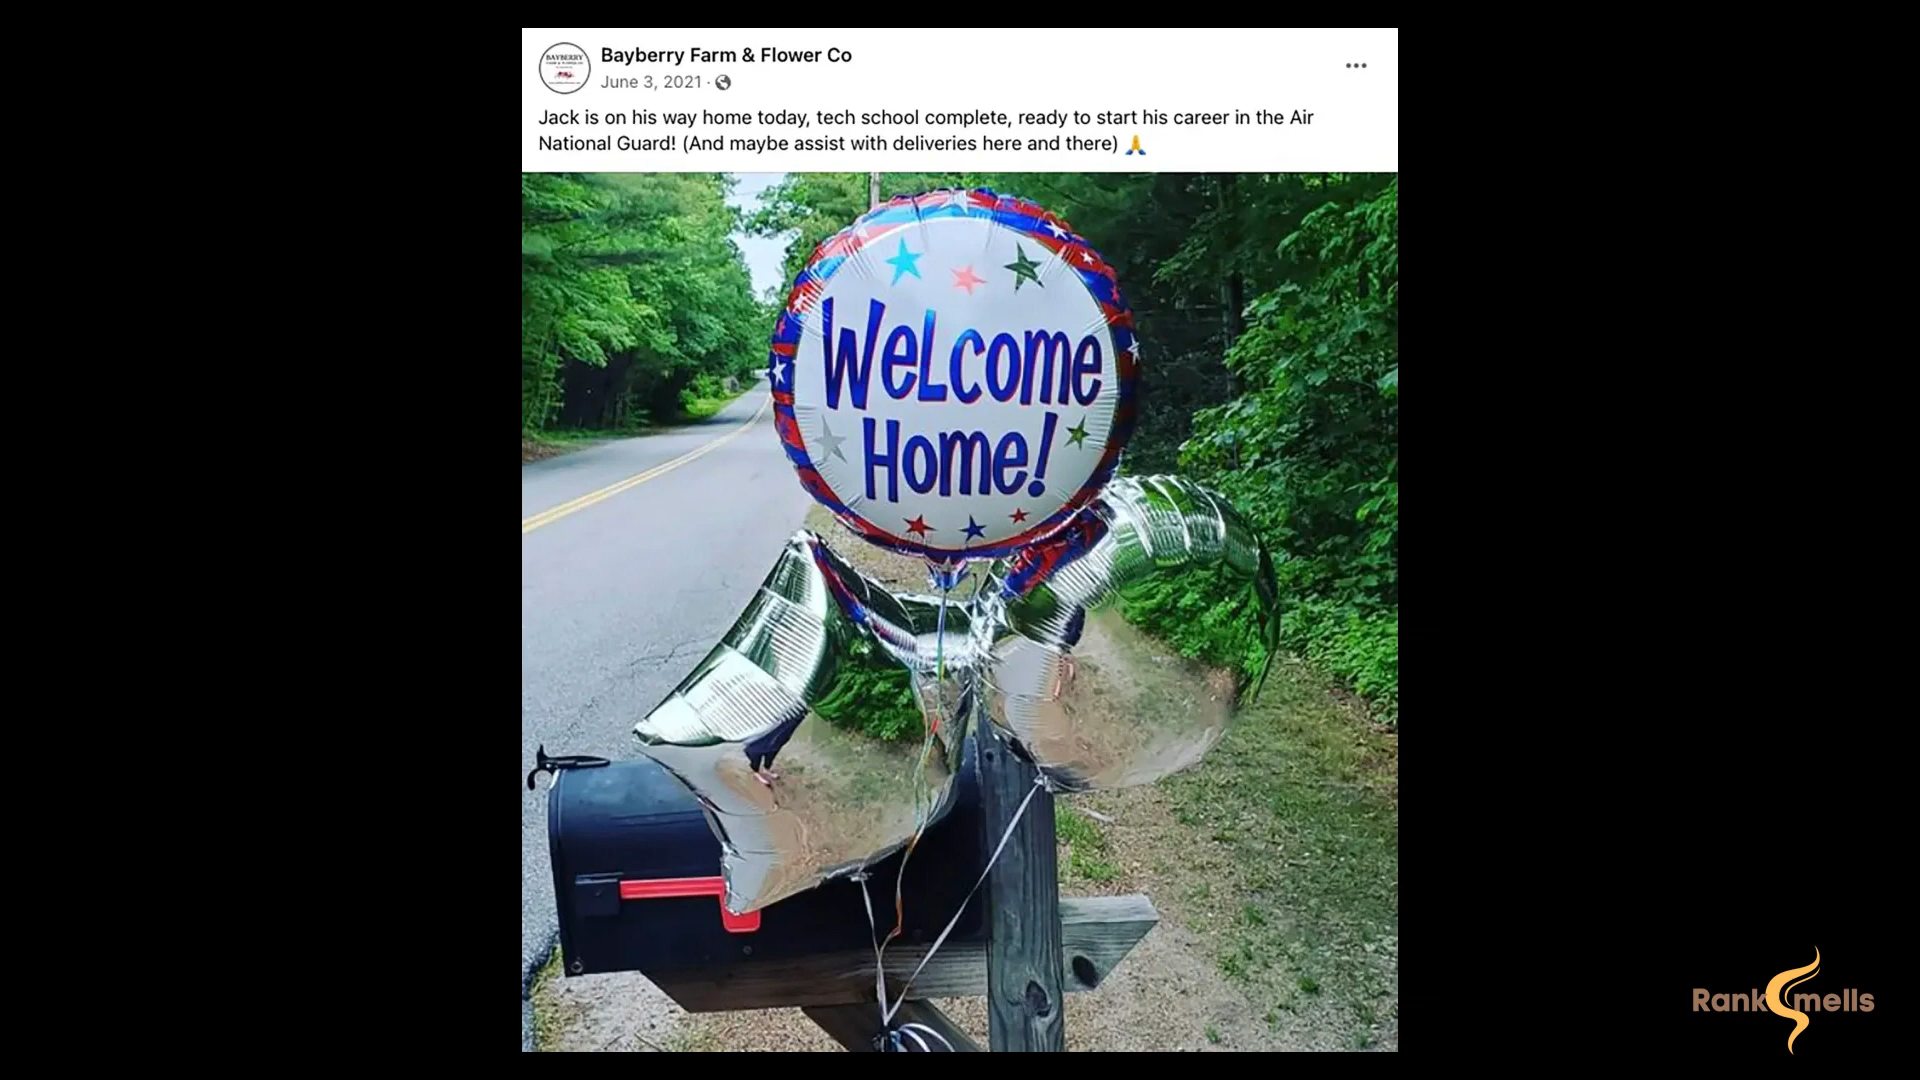 BAYBERRY
Bayberry Farm & Flower Co
June 3, 2021 ·
Jack is on his way home today, tech school complete, ready to start his career in the Air
National Guard! (And maybe assist with deliveries here and there) 🙏
Welcome
Home!
RankSmells